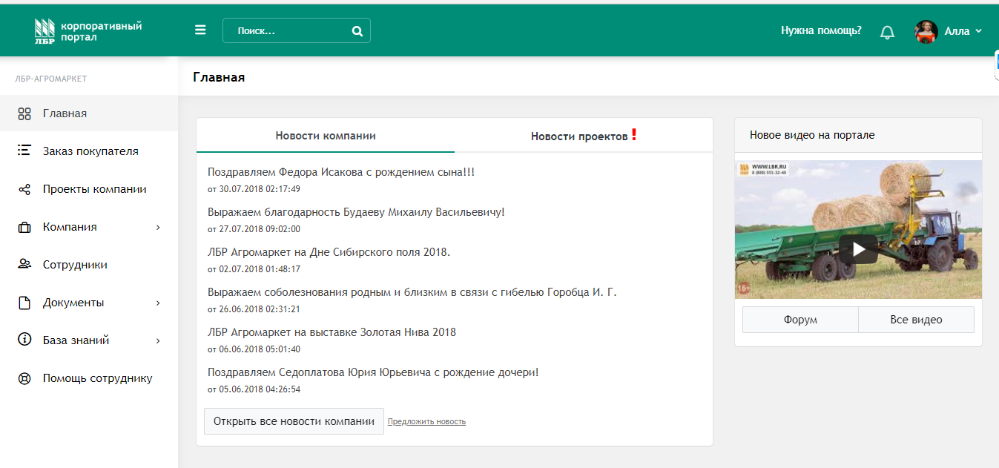 ЛБР
корпоративный
портал
Поиск...
Нужна помощь?
Алла
ЛБР-АГРОМАРКЕТ
Главная
Заказ покупателя
Проекты компании
Компания
Сотрудники
Документы
База знаний
Помощь сотруднику
Главная
Новости компании
Новости проектов❗
Поздравляем Федора Исакова с рождением сына!!!
от 30.07.2018 02:17:49
Выражаем благодарность Будаеву Михаилу Васильевичу!
от 27.07.2018 09:02:00
ЛБР Агромаркет на Дне Сибирского поля 2018.
от 02.07.2018 01:48:17
Выражаем соболезнования родным и близким в связи с гибелью Горобца И. Г.
от 26.06.2018 02:31:21
ЛБР Агромаркет на выставке Золотая Нива 2018
от 06.06.2018 05:01:40
Поздравляем Седоплатова Юрия Юрьевича с рождение дочери!
от 05.06.2018 04:26:54
Открыть все новости компании
Предложить новость
Новое видео на портале
WWW.LBR.RU
8 (800) 555-32-48
16+
Форум
Все видео